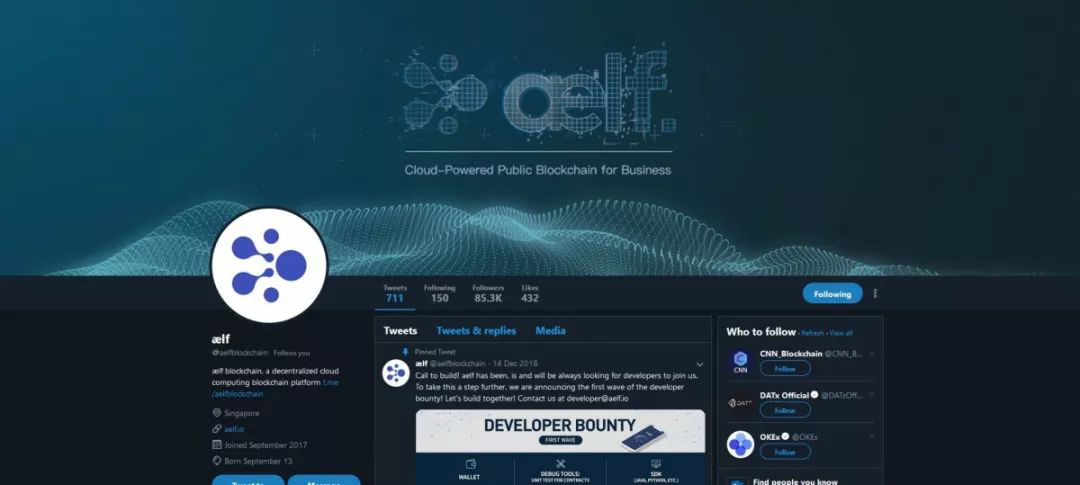 aelf.
Cloud-Powered Public Blockchain for Business
Tweets Following Followers Likes
711 150 85.3K 432
Following
ælf
@aelfblockchain Follows you
ælf blockchain, a decentralized cloud
computing blockchain platform t.me
/aelfblockchain
Singapore
aelf.io
Joined September 2017
Born September 13
Tweet to Message
Tweets Tweets & replies Media
Pinned Tweet
ælf @aelfblockchain · 14 Dec 2018
Call to build! aelf has been, is and will be always looking for developers to join us.
To take this a step further, we are announcing the first wave of the developer
bounty! Let's build together! Contact us at developer@aelf.io
DEVELOPER BOUNTY
FIRST WAVE
WALLET
DEBUG TOOLS:
UNIT TEST FOR CONTRACTS
SDK
(JAVA, PYTHON, ETC.)
Who to follow · Refresh · View all
CNN
CNN_Blockchain @CNN_B...
Follow
DATx
DATx Official @DATxOff...
Follow
OKEx @OKEx
Follow
Find people you know